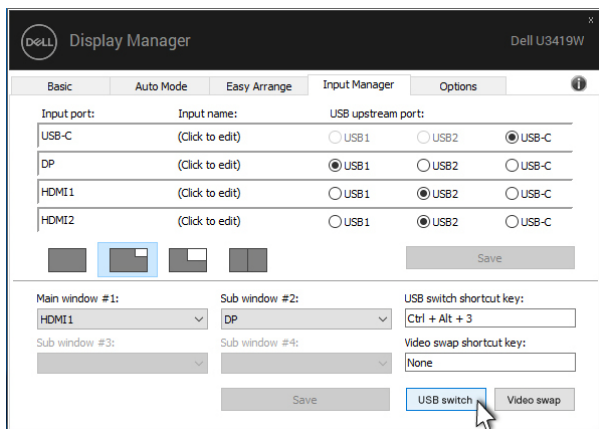 x
DELL Display Manager Dell U3419W
Basic Auto Mode Easy Arrange Input Manager Options i
Input port: Input name: USB upstream port:
USB-C (Click to edit) USB1 USB2 USB-C
DP (Click to edit) USB1 USB2 USB-C
HDMI1 (Click to edit) USB1 USB2 USB-C
HDMI2 (Click to edit) USB1 USB2 USB-C
Save
Main window #1: Sub window #2: USB switch shortcut key:
HDMI1 DP Ctrl + Alt + 3
Sub window #3: Sub window #4: Video swap shortcut key:
None
Save USB switch Video swap